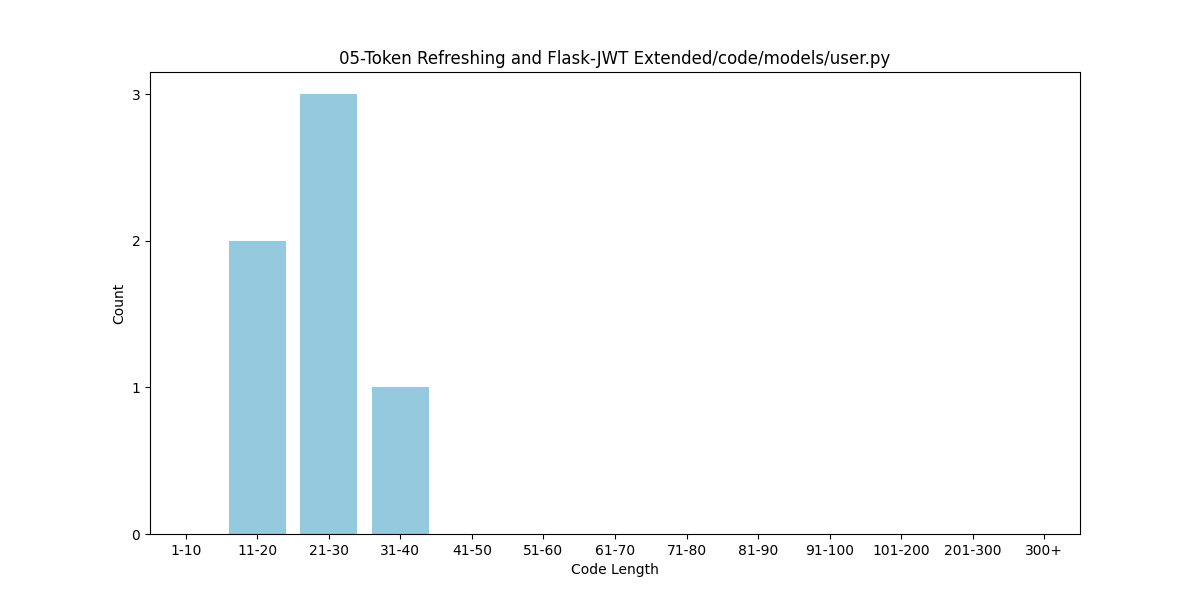 05-Token Refreshing and Flask-JWT Extended/code/models/user.py
3
2
1
0
Count
1-10 11-20 21-30 31-40 41-50 51-60 61-70 71-80 81-90 91-100 101-200 201-300 300+
Code Length